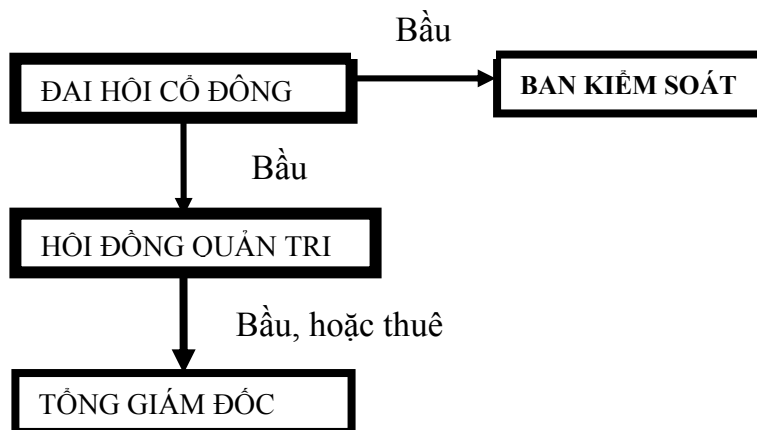 Bầu
ĐAI HÔI CỔ ĐÔNG
BAN KIỂM SOÁT
Bầu
HÔI ĐỒNG QUẢN TRI
Bầu, hoặc thuê
TỔNG GIÁM ĐỐC